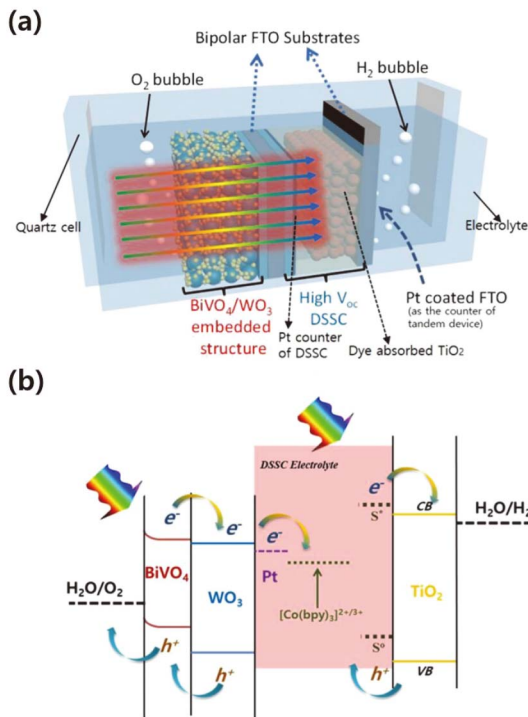 (a)
Bipolar FTO Substrates
O₂ bubble
H₂ bubble
Quartz cell
Electrolyte
BiVO₄/WO₃
embedded
structure
High Voc
DSSC
Pt counter
of DSSC
Dye absorbed TiO₂
Pt coated FTO
(as the counter of
tandem device)
(b)
DSSC Electrolyte
e⁻
e⁻
e⁻
e⁻
S*
CB
H₂O/H₂
BiVO₄
WO₃
Pt
TiO₂
H₂O/O₂
[Co(bpy)₃]²⁺/³⁺
S⁰
VB
h⁺
h⁺
h⁺